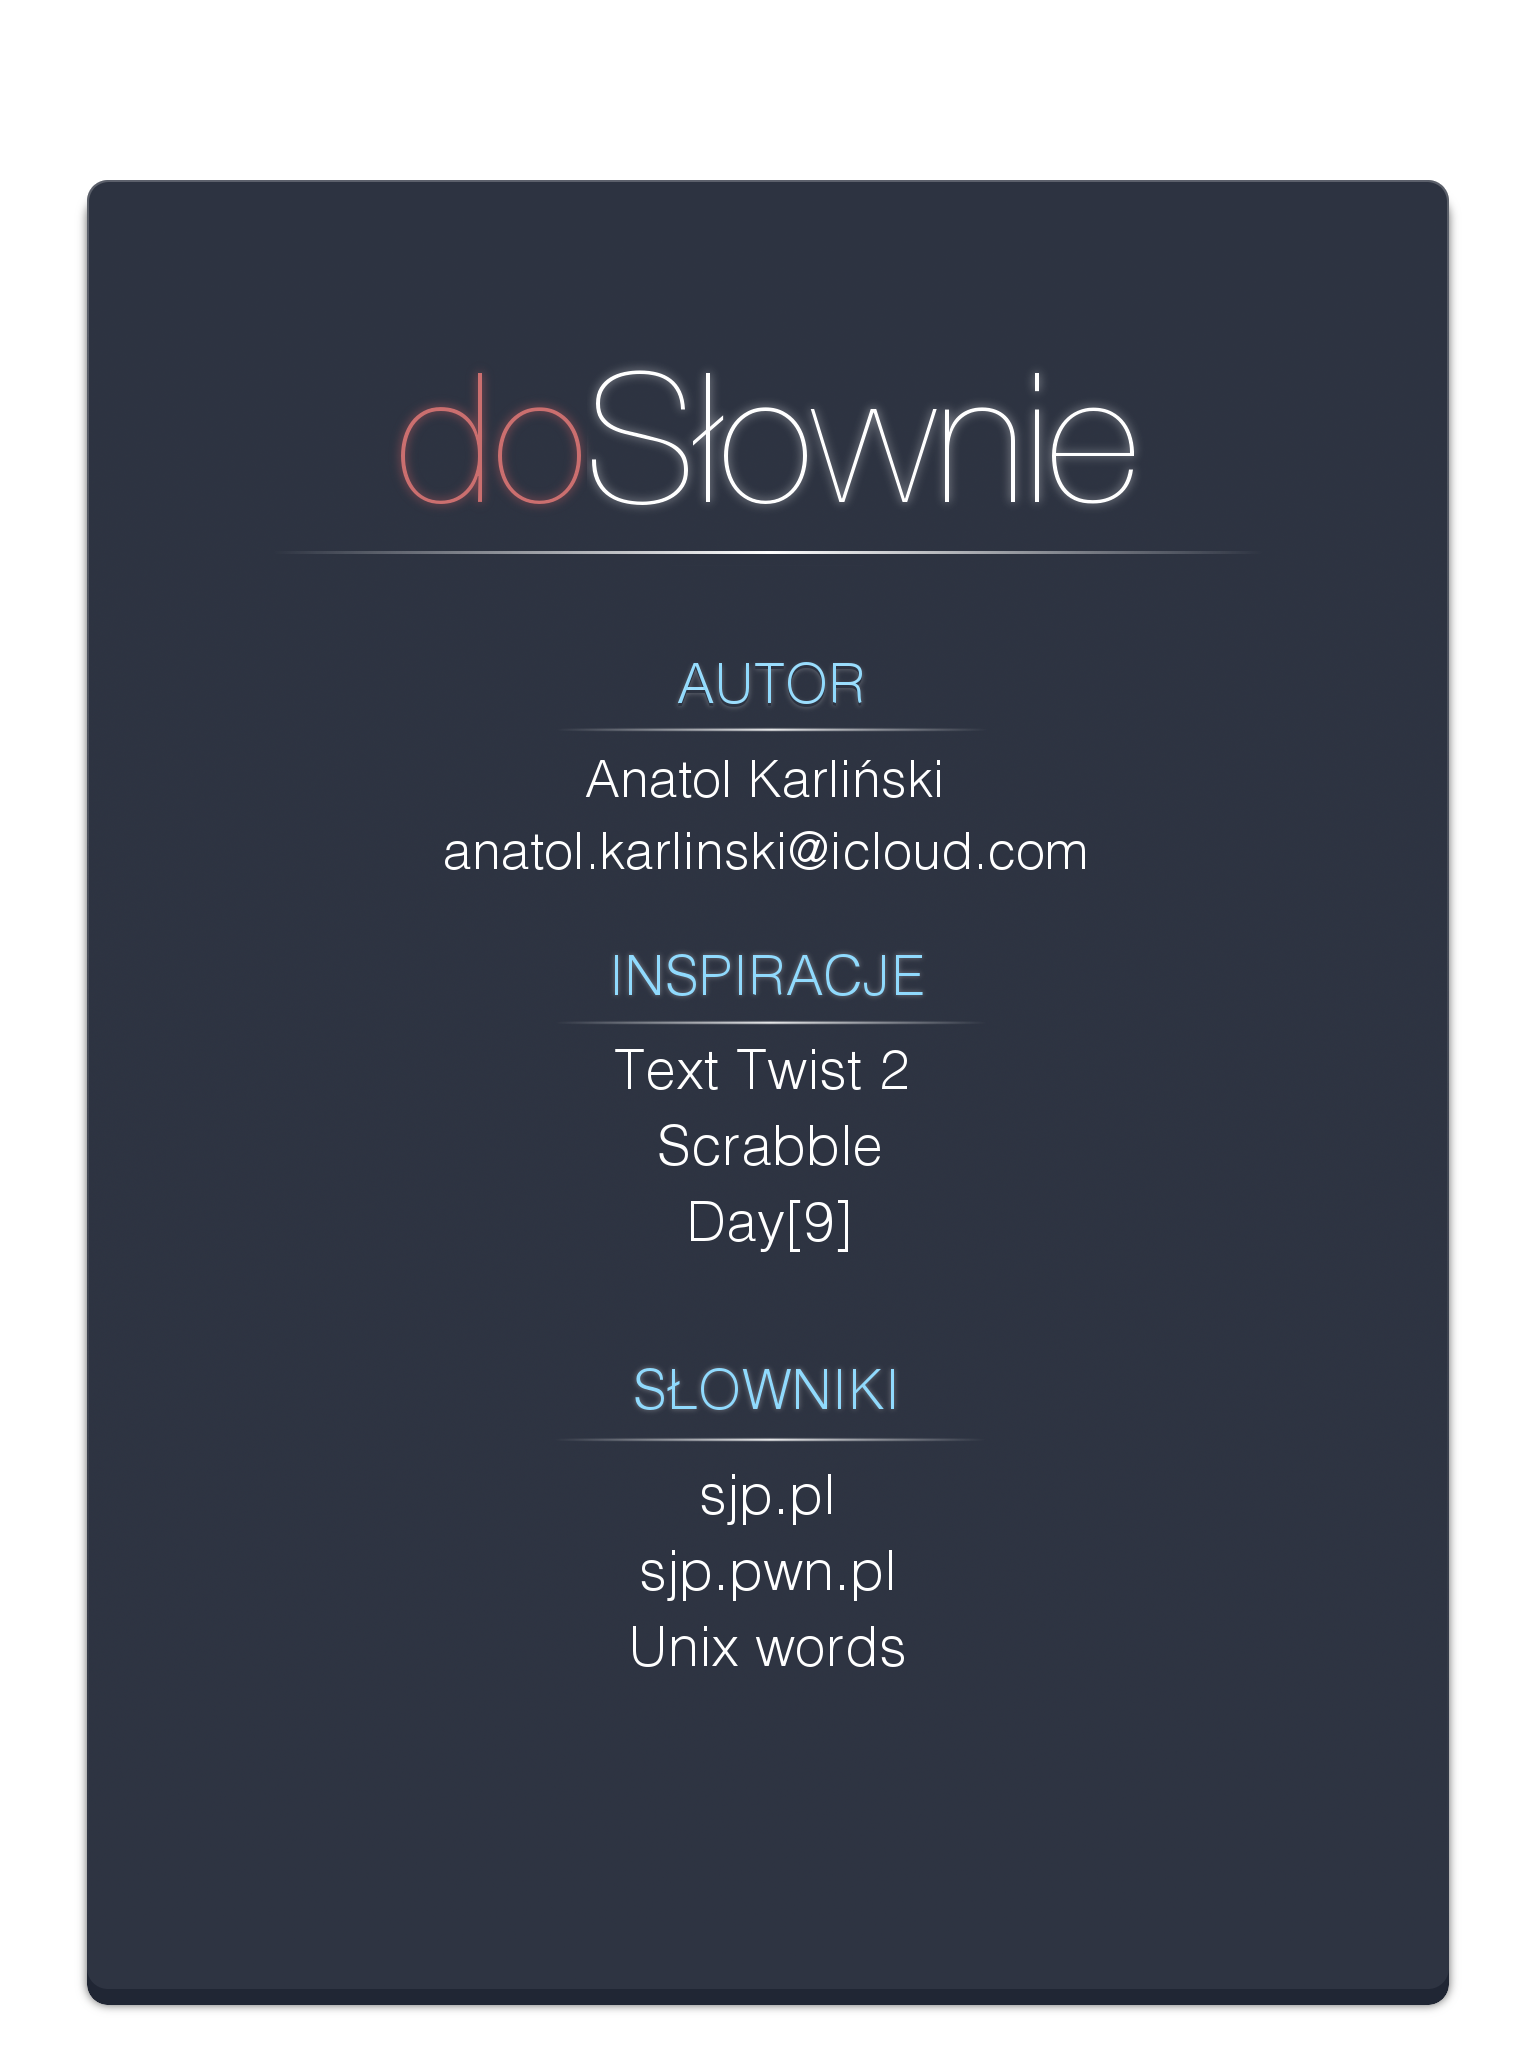 doSłownie
AUTOR
Anatol Karliński
anatol.karlinski@icloud.com
INSPIRACJE
Text Twist 2
Scrabble
Day[9]
SŁOWNIKI
sjp.pl
sjp.pwn.pl
Unix words